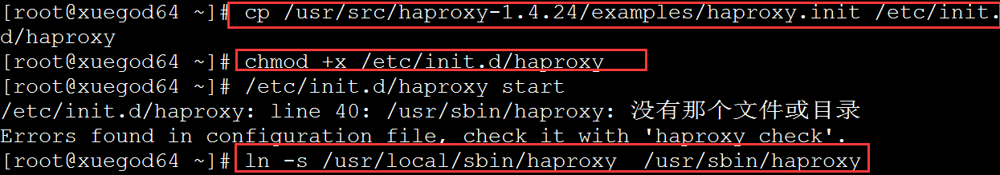 [root@xuegod64 ~]# cp /usr/src/haproxy-1.4.24/examples/haproxy.init /etc/init.
d/haproxy
[root@xuegod64 ~]# chmod +x /etc/init.d/haproxy
[root@xuegod64 ~]# /etc/init.d/haproxy start
/etc/init.d/haproxy: line 40: /usr/sbin/haproxy: 没有那个文件或目录
Errors found in configuration file, check it with 'haproxy check'.
[root@xuegod64 ~]# ln -s /usr/local/sbin/haproxy  /usr/sbin/haproxy